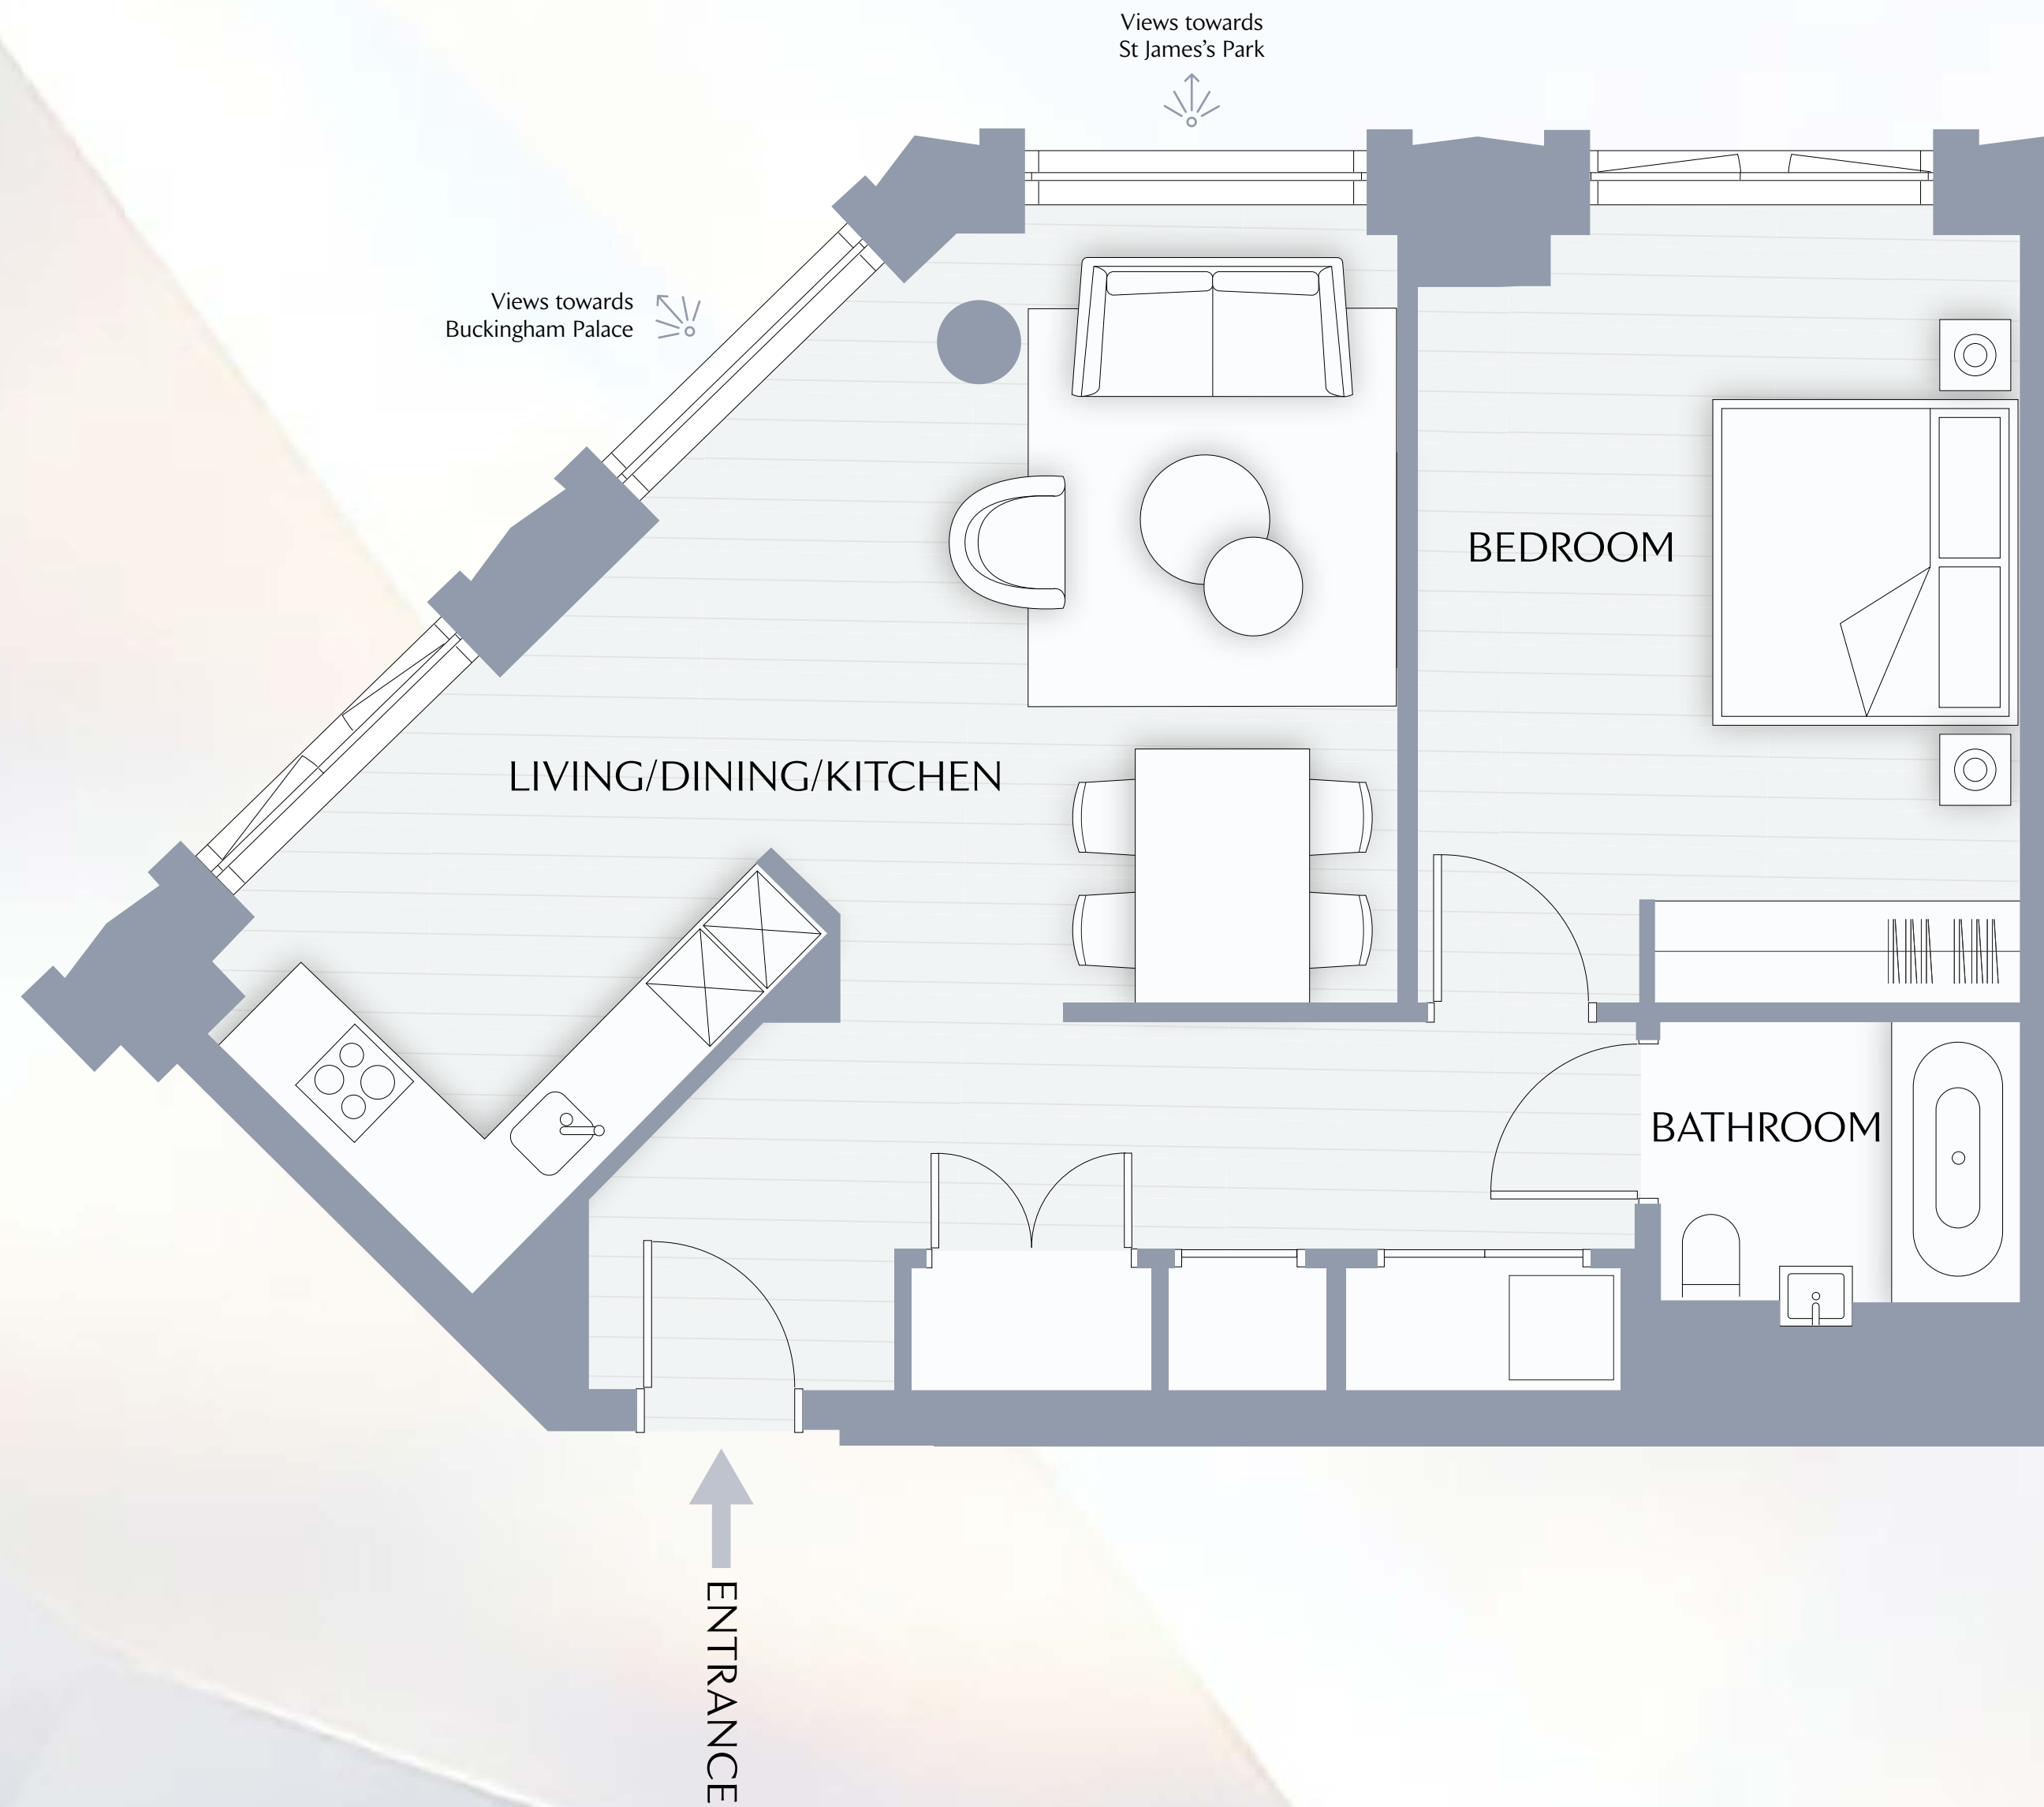 Views towards
St James’s Park
Views towards
Buckingham Palace
BEDROOM
LIVING/DINING/KITCHEN
BATHROOM
ENTRANCE